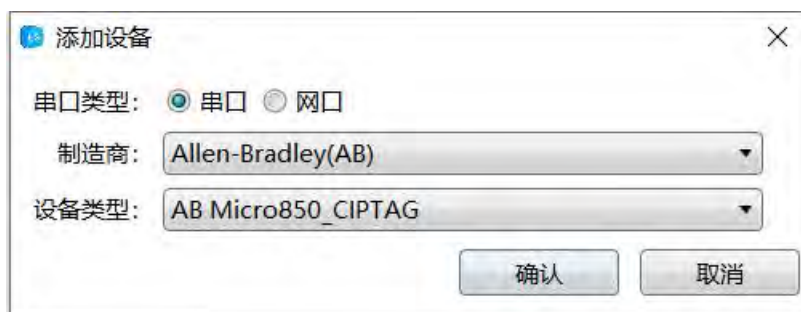 添加设备
串口类型： 串口 网口
制造商： Allen-Bradley(AB)
设备类型： AB Micro850_CIPTAG
确认 取消